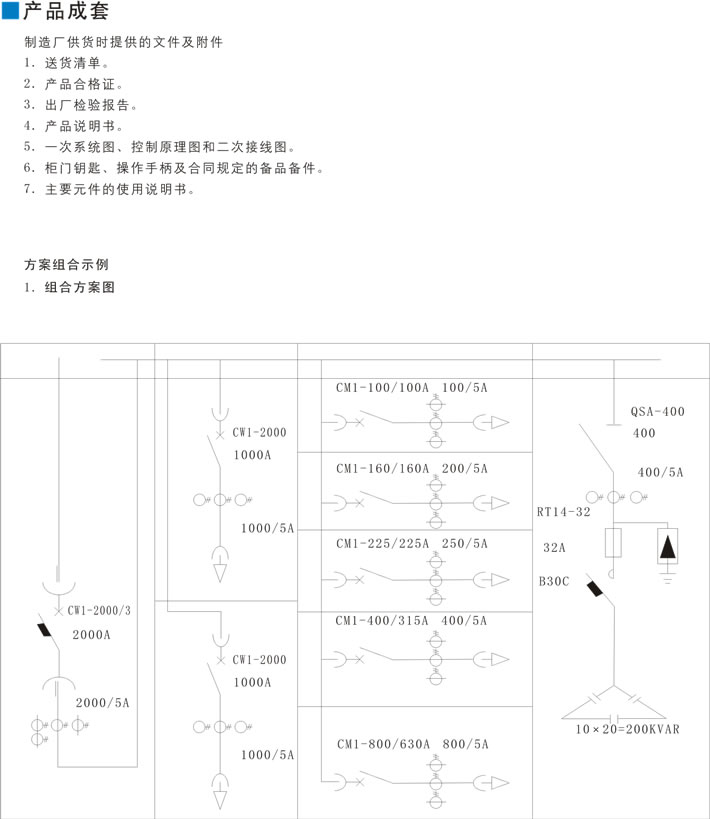 产品成套
制造厂供货时提供的文件及附件
1. 送货清单。
2. 产品合格证。
3. 出厂检验报告。
4. 产品说明书。
5. 一次系统图、控制原理图和二次接线图。
6. 柜门钥匙、操作手柄及合同规定的备品备件。
7. 主要元件的使用说明书。
方案组合示例
1. 组合方案图
CW1-2000/3
2000A
2000/5A
# # #
#
CW1-2000
1000A
# # #
1000/5A
CW1-2000
1000A
# # #
1000/5A
CM1-100/100A 100/5A
CM1-160/160A 200/5A
CM1-225/225A 250/5A
CM1-400/315A 400/5A
CM1-800/630A 800/5A
QSA-400
400
400/5A
# # #
RT14-32
32A
B30C
10×20=200KVAR